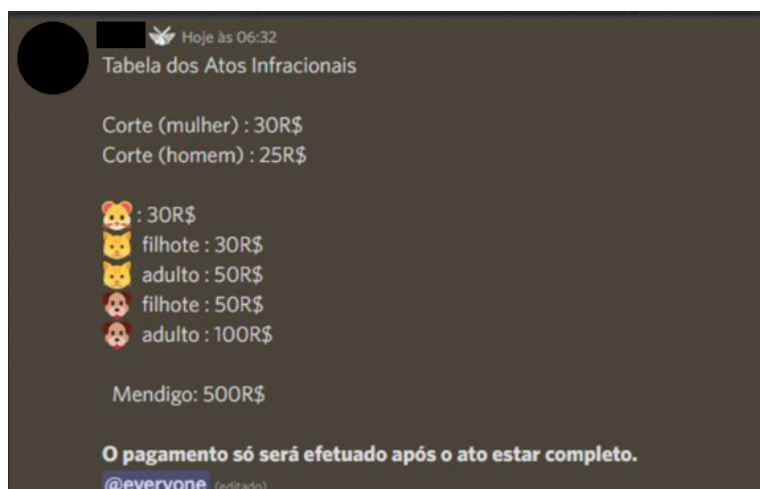 Hoje às 06:32
Tabela dos Atos Infracionais
Corte (mulher) : 30R$
Corte (homem) : 25R$
🐹 : 30R$
🐱 filhote : 30R$
🐱 adulto : 50R$
🐶 filhote : 50R$
🐶 adulto : 100R$
Mendigo: 500R$
O pagamento só será efetuado após o ato estar completo.
@everyone (editado)